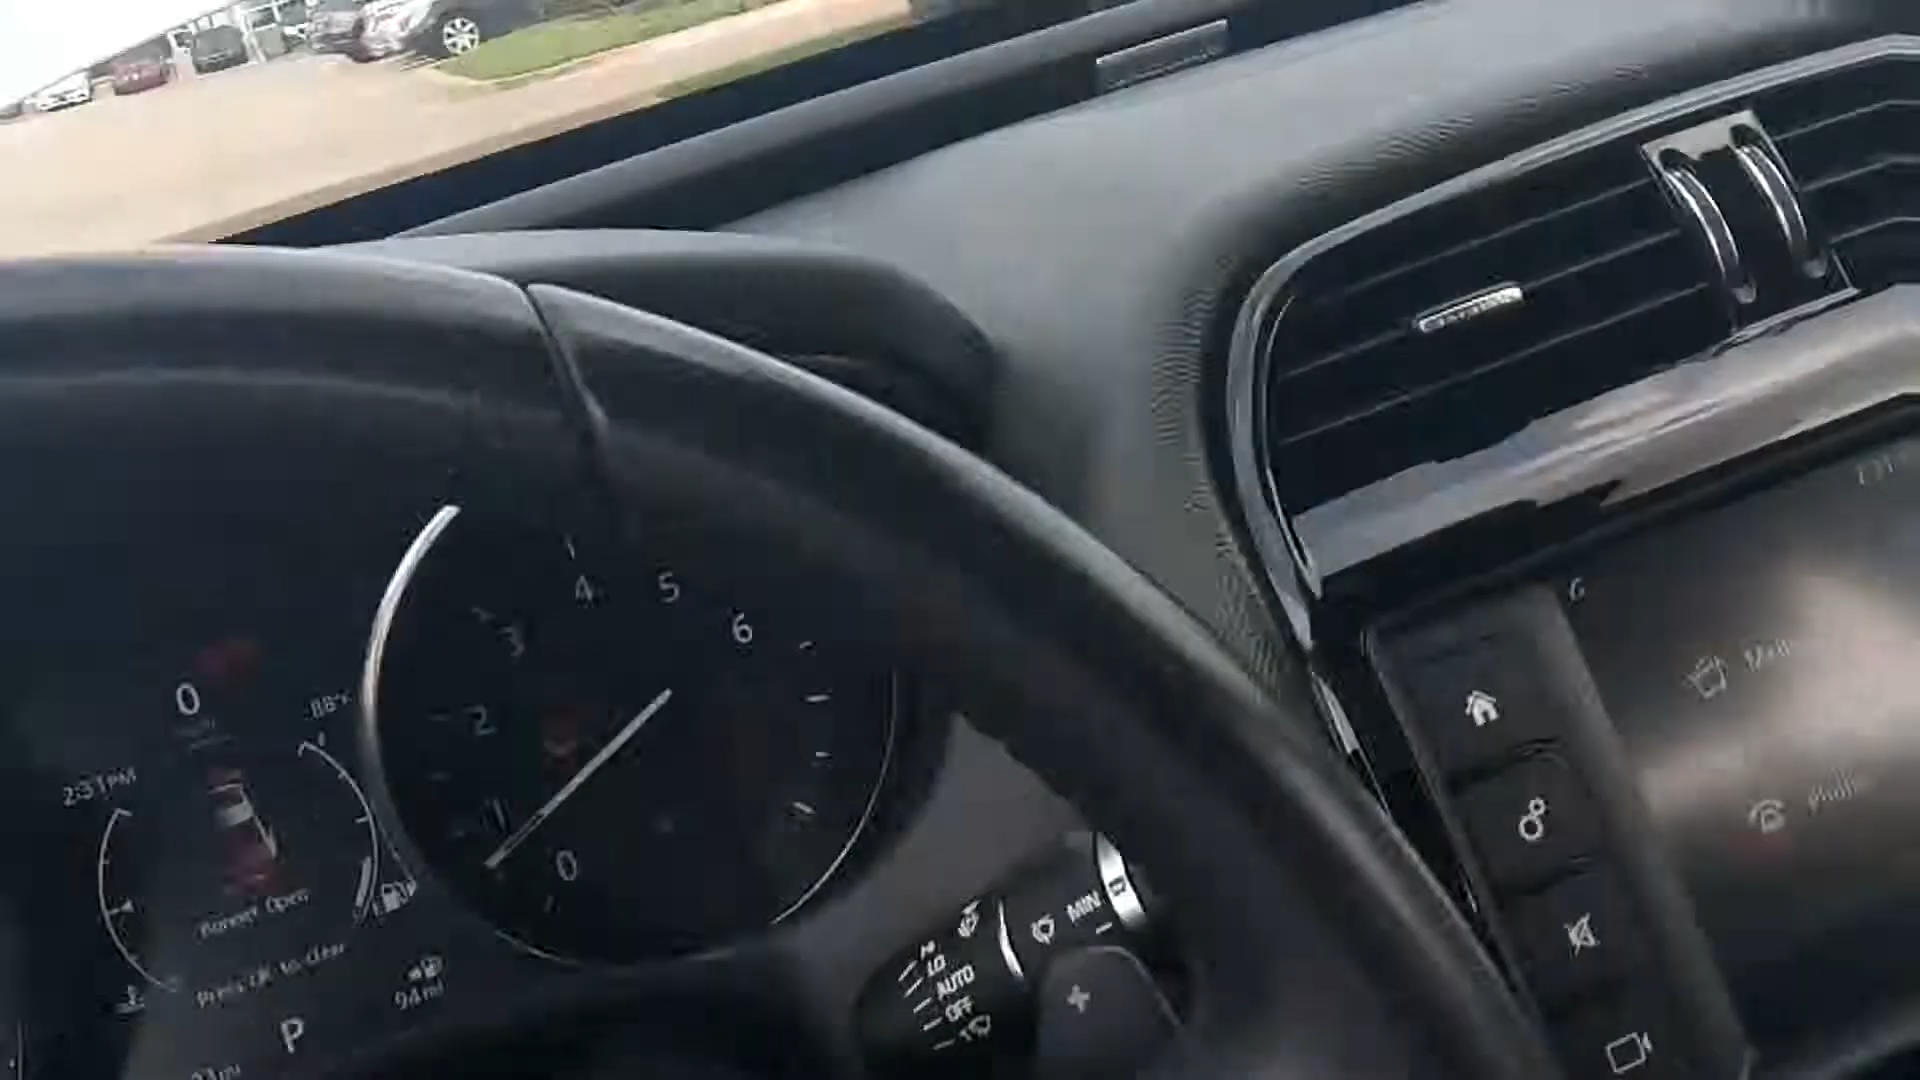 4
5
3
6
2
0
88°F
2:31PM
1
0
Bonnet Open
MIN
Press OK to clear
HI
LO
AUTO
OFF
94mi
P